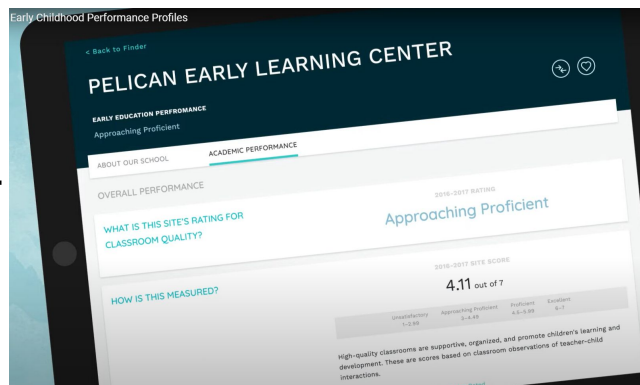 Early Childhood Performance Profiles
< Back to Finder
PELICAN EARLY LEARNING CENTER
EARLY EDUCATION PERFROMANCE
Approaching Proficient
ABOUT OUR SCHOOL
ACADEMIC PERFORMANCE
OVERALL PERFORMANCE
WHAT IS THIS SITE'S RATING FOR
CLASSROOM QUALITY?
2016-2017 RATING
Approaching Proficient
HOW IS THIS MEASURED?
2016-2017 SITE SCORE
4.11 out of 7
Unsatisfactory Approaching Proficient Proficient Excellent
1-2.99 3-4.49 4.5-5.99 6-7
High-quality classrooms are supportive, organized, and promote children's learning and
development. These are scores based on classroom observations of teacher-child
interactions.